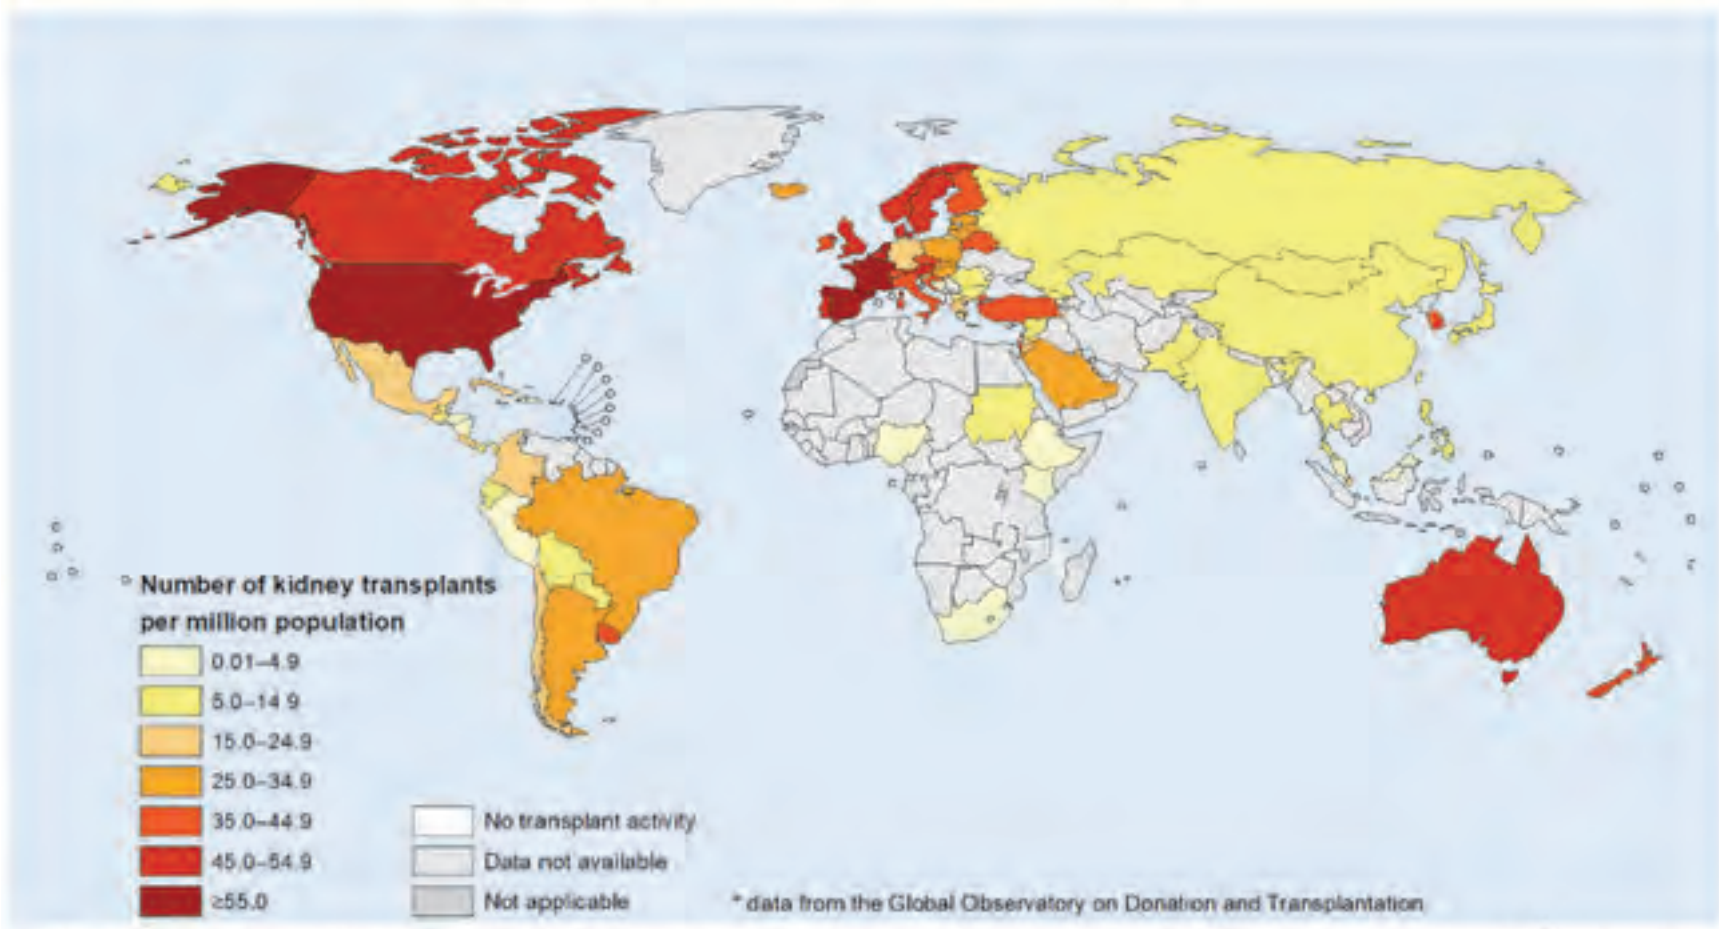 Number of kidney transplants
per million population
0.01–4.9
5.0–14 9
15.0–24.9
25.0–34.9
35.0–44.9
45.0–54.9
≥55.0
No transplant activity
Data not available
Not applicable
* data from the Global Observatory on Donation and Transplantation